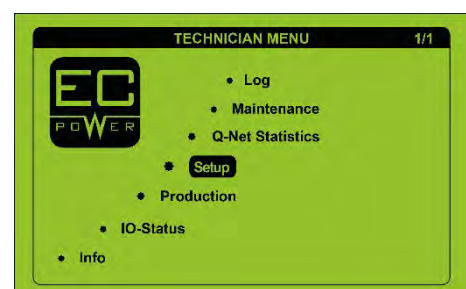 TECHNICIAN MENU 1/1
EC
POWER
Log
Maintenance
Q-Net Statistics
Setup
Production
IO-Status
Info